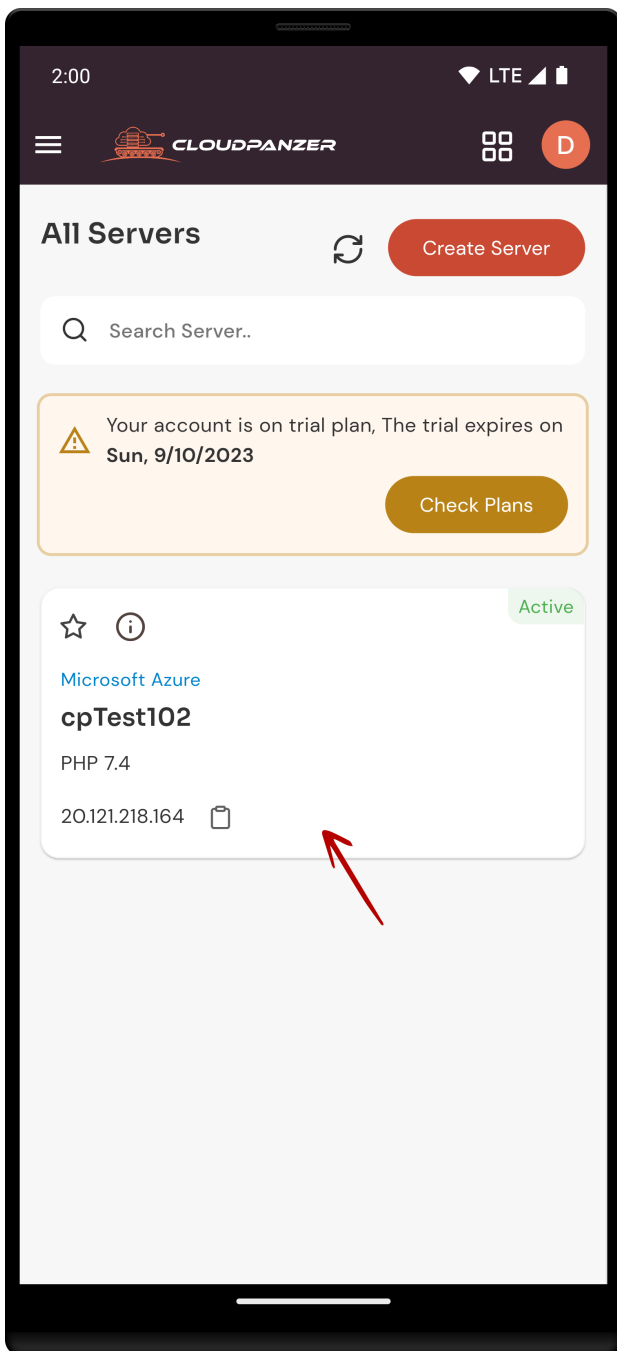 2:00
LTE
CLOUDPANZER
D
All Servers
Create Server
Search Server..
Your account is on trial plan, The trial expires on
Sun, 9/10/2023
Check Plans
Active
Microsoft Azure
cpTest102
PHP 7.4
20.121.218.164